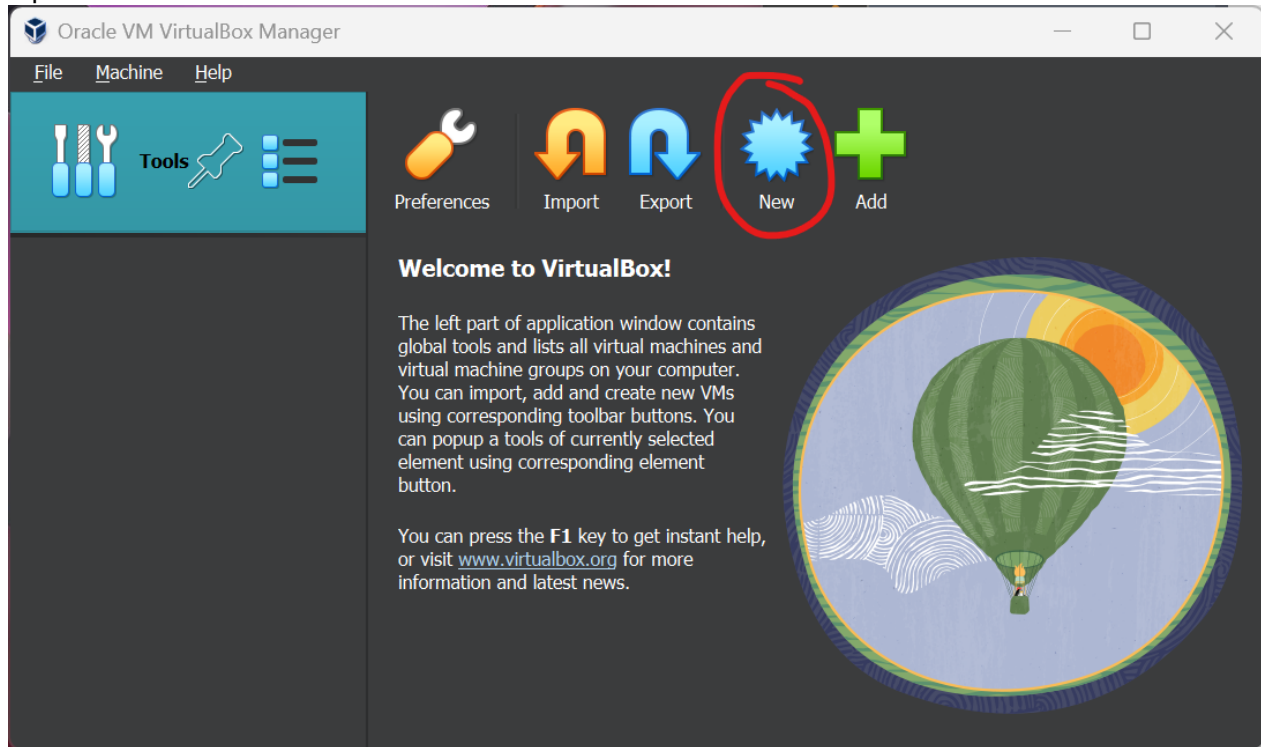 Oracle VM VirtualBox Manager
File Machine Help
Tools
Preferences Import Export New Add
Welcome to VirtualBox!
The left part of application window contains
global tools and lists all virtual machines and
virtual machine groups on your computer.
You can import, add and create new VMs
using corresponding toolbar buttons. You
can popup a tools of currently selected
element using corresponding element
button.
You can press the F1 key to get instant help,
or visit www.virtualbox.org for more
information and latest news.